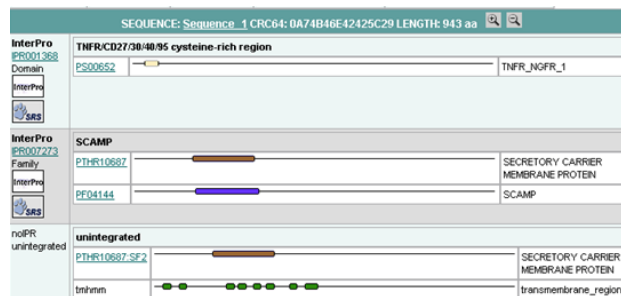 SEQUENCE: Sequence_1 CRC64: 0A74B46E42425C29 LENGTH: 943 aa
InterPro
IPR001368
Domain
InterPro
SRS
TNFR/CD27/30/40/95 cysteine-rich region
PS00652
TNFR_NGFR_1
InterPro
IPR007273
Family
InterPro
SRS
SCAMP
PTHR10687
SECRETORY CARRIER
MEMBRANE PROTEIN
PF04144
SCAMP
noIPR
unintegrated
unintegrated
PTHR10687:SF2
SECRETORY CARRIER
MEMBRANE PROTEIN
tmhmm
transmembrane_region